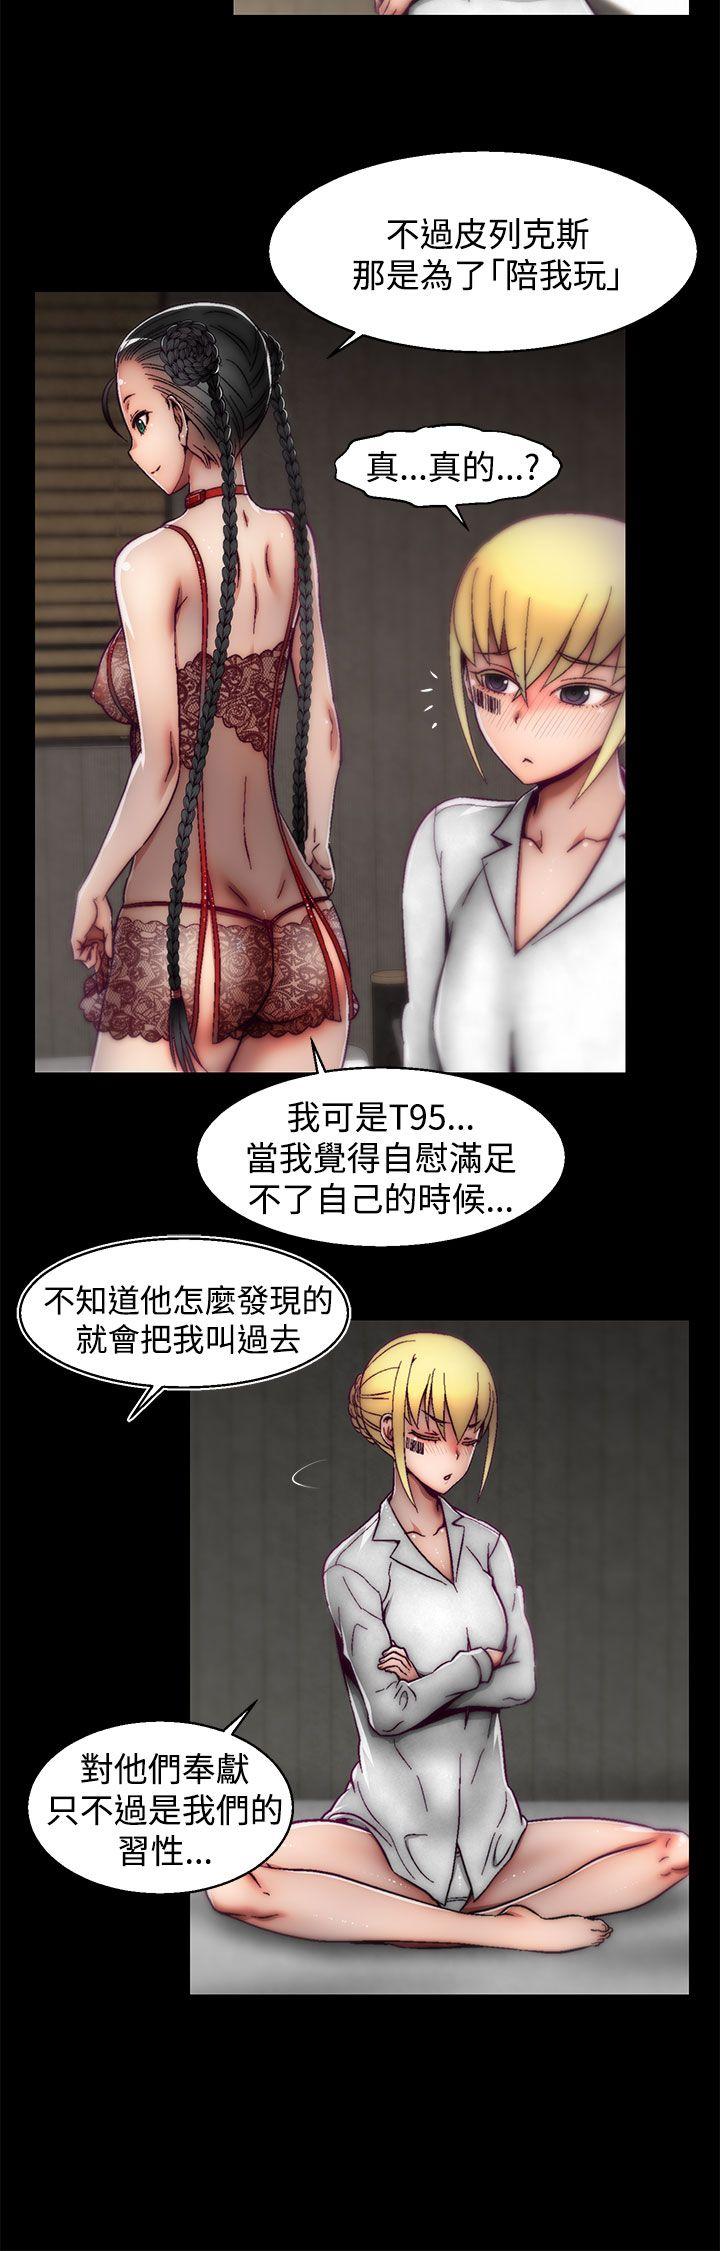 不過皮列克斯
那是為了「陪我玩」
真...真的...?
我可是T95...
當我覺得自慰滿足
不了自己的時候...
不知道他怎麼發現的
就會把我叫過去
對他們奉獻
只不過是我們的
習性...